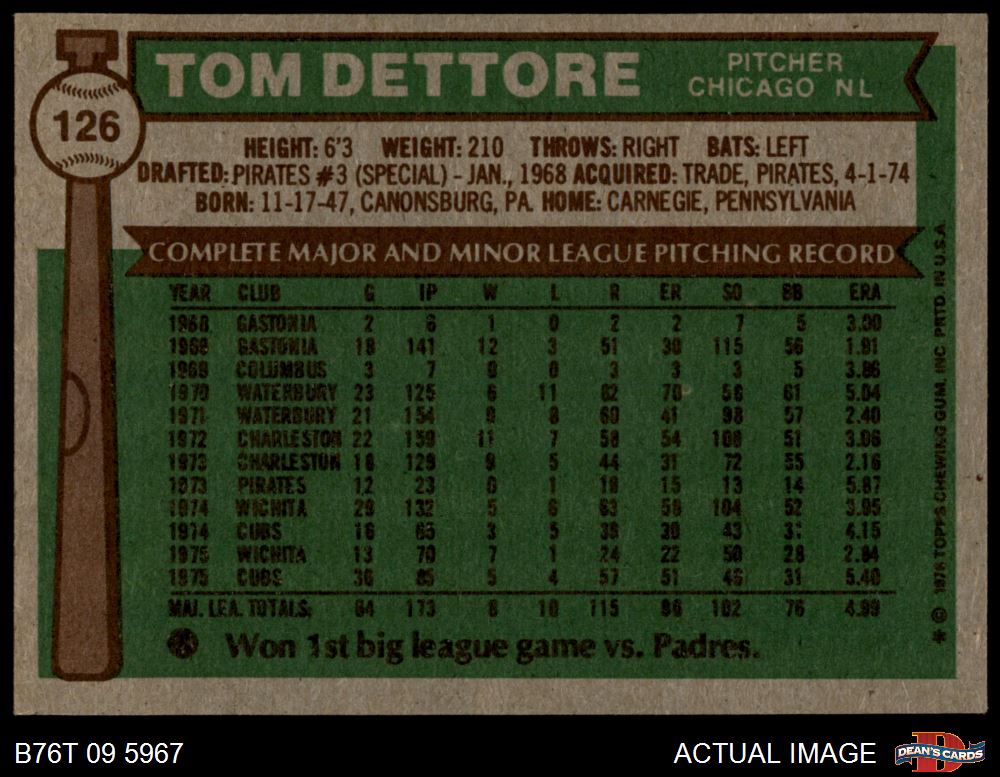 126
TOM DETTORE
PITCHER
CHICAGO NL
HEIGHT: 6'3 WEIGHT: 210 THROWS: RIGHT BATS: LEFT
DRAFTED: PIRATES #3 (SPECIAL) - JAN., 1968 ACQUIRED: TRADE, PIRATES, 4-1-74
BORN: 11-17-47, CANONSBURG, PA. HOME: CARNEGIE, PENNSYLVANIA
COMPLETE MAJOR AND MINOR LEAGUE PITCHING RECORD
YEAR CLUB G IP W L R ER SO BB ERA
1968 GASTONIA 2 6 1 0 2 2 7 5 3.00
GASTONIA 18 141 12 3 51 30 115 56 1.91
1969 COLUMBUS 3 7 0 0 3 3 3 5 3.86
1970 WATERBURY 23 125 6 11 82 70 58 61 5.04
1971 WATERBURY 21 154 8 60 41 98 57 2.40
1972 CHARLESTON 22 159 11 7 58 54 108 51 3.06
1973 CHARLESTON 18 129 9 5 44 31 72 55 2.16
1973 PIRATES 12 23 0 1 18 15 13 14 5.87
1974 WICHITA 29 132 5 6 63 58 104 52 3.95
1974 CUBS 16 65 3 5 38 30 43 4.15
1975 WICHITA 13 70 7 1 24 22 50 28 2.84
1975 CUBS 36 85 5 4 57 51 46 31 5.40
MAJ. LEA. TOTALS 64 173 8 10 115 96 102 76 4.99
Won 1st big league game vs. Padres.
* © 1976 TOPPS CHEWING GUM, INC. PRTD. IN U.S.A.
B76T 09 5967
ACTUAL IMAGE
DEAN'S CARDS